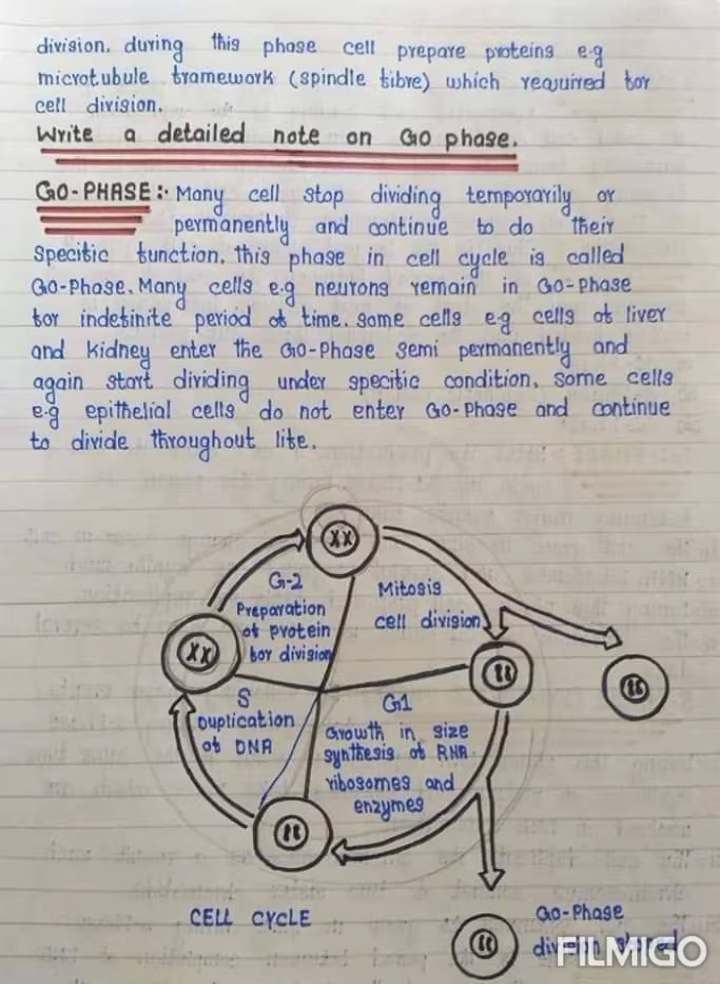 division. during this phase cell prepare proteins e.g
microtubule framework (spindle fibre) which required for
cell division.
Write a detailed note on G0 phase.
G0-PHASE:- Many cell stop dividing temporarily or
permanently and continue to do their
specific function. this phase in cell cycle is called
G0-Phase. Many cells e.g neurons remain in G0-Phase
for indefinite period of time. some cells e.g cells of liver
and kidney enter the G0-Phase semi permanently and
again start dividing under specific condition. some cells
e.g epithelial cells do not enter G0-Phase and continue
to divide throughout life.
G-2
Preparation
of protein
for division
Mitosis
cell division
S
Duplication
of DNA
G1
Growth in size
synthesis of RNA
ribosomes and
enzymes
CELL CYCLE
G0-Phase
division
FILMIGO